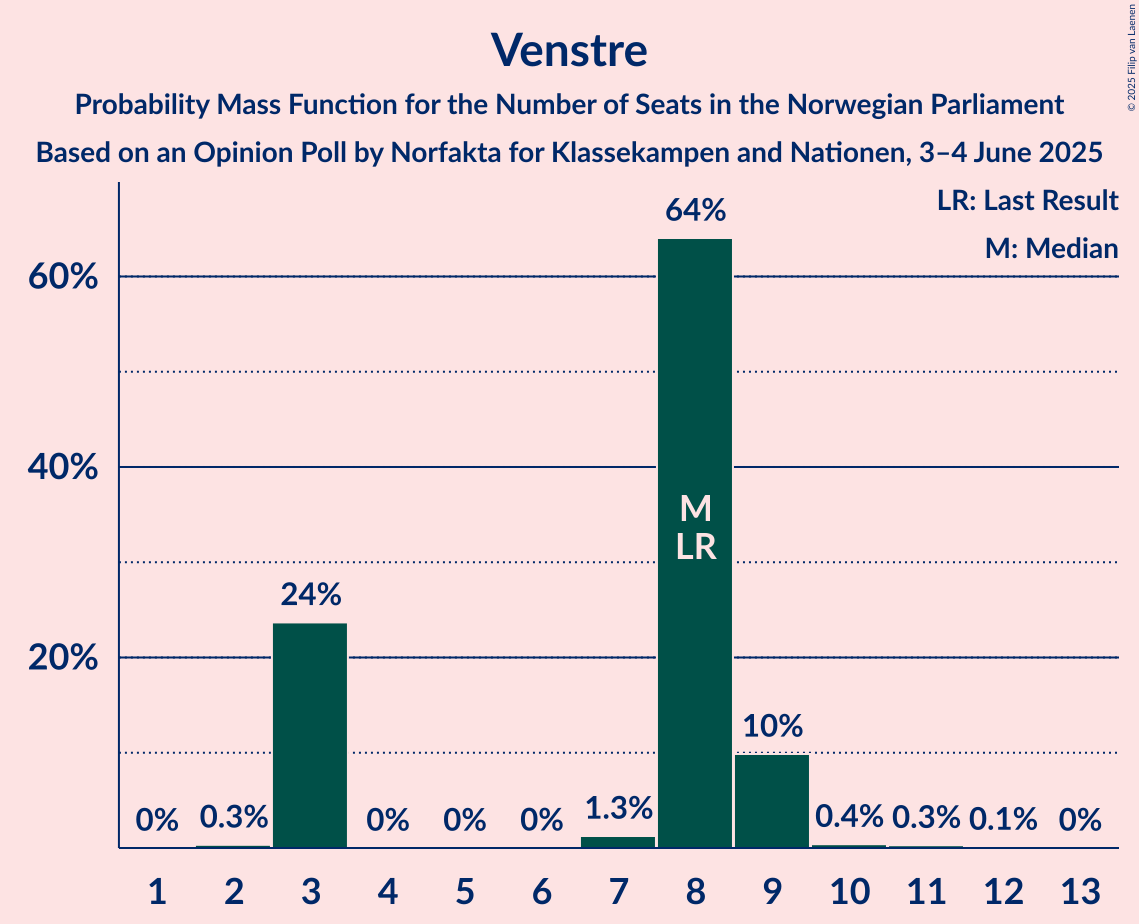 Venstre
Probability Mass Function for the Number of Seats in the Norwegian Parliament
Based on an Opinion Poll by Norfakta for Klassekampen and Nationen, 3–4 June 2025
© 2025 Filip van Laenen
LR: Last Result
M: Median
60%
40%
20%
0%
0.3%
24%
0%
0%
0%
1.3%
64%
10%
0.4%
0.3%
0.1%
0%
M
LR
1 2 3 4 5 6 7 8 9 10 11 12 13